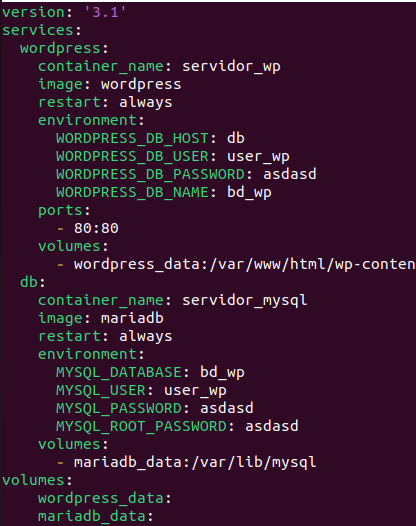 version: '3.1'
services:
  wordpress:
    container_name: servidor_wp
    image: wordpress
    restart: always
    environment:
      WORDPRESS_DB_HOST: db
      WORDPRESS_DB_USER: user_wp
      WORDPRESS_DB_PASSWORD: asdasd
      WORDPRESS_DB_NAME: bd_wp
    ports:
      - 80:80
    volumes:
      - wordpress_data:/var/www/html/wp-conten
  db:
    container_name: servidor_mysql
    image: mariadb
    restart: always
    environment:
      MYSQL_DATABASE: bd_wp
      MYSQL_USER: user_wp
      MYSQL_PASSWORD: asdasd
      MYSQL_ROOT_PASSWORD: asdasd
    volumes:
      - mariadb_data:/var/lib/mysql
volumes:
    wordpress_data:
    mariadb_data: